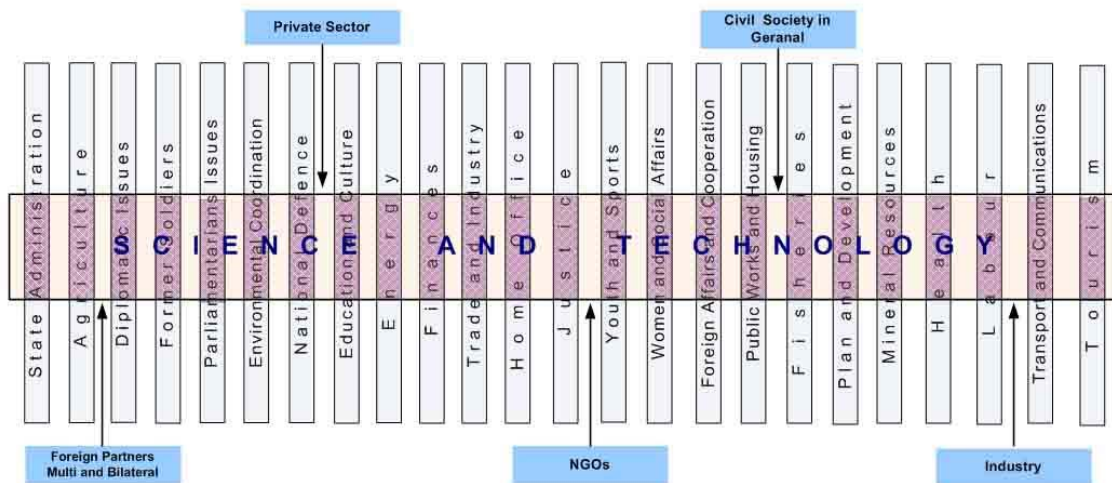 Private Sector
Civil Society in
Geranal
State Administration
Agriculture
Diplomatic Issues
Former Soldiers
Parliamentarians Issues
Environmental Coordination
National Defence
Educational and Culture
Energy
Finances
Trade and Industry
Home Office
Justice
Youth and Sports
Women and Social Affairs
Foreign Affairs and Cooperation
Public Works and Housing
Fisheries
Plan and Development
Mineral Resources
Health
Labour
Transport and Communications
Tourism
SCIENCE AND TECHNOLOGY
Foreign Partners
Multi and Bilateral
NGOs
Industry